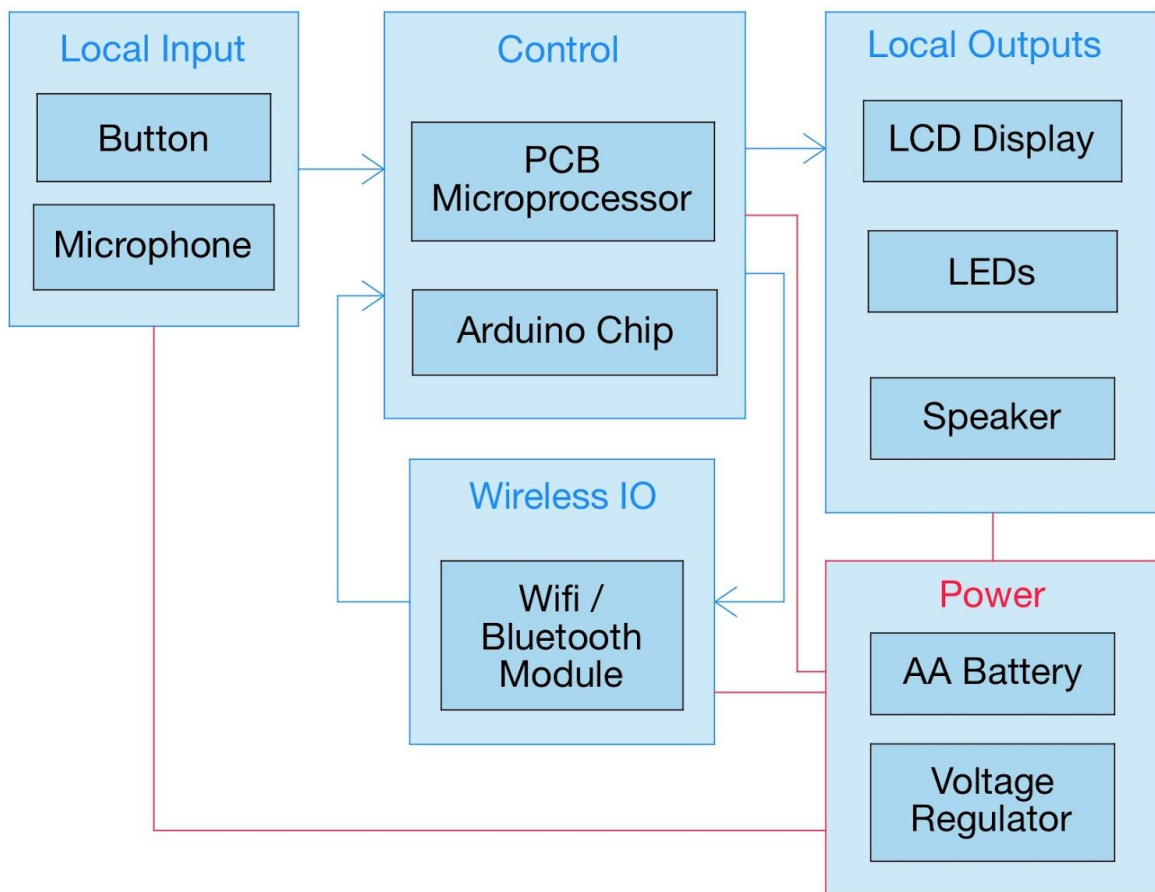 Local Input
Button
Microphone
Control
PCB
Microprocessor
Arduino Chip
Local Outputs
LCD Display
LEDs
Speaker
Wireless IO
Wifi /
Bluetooth
Module
Power
AA Battery
Voltage
Regulator